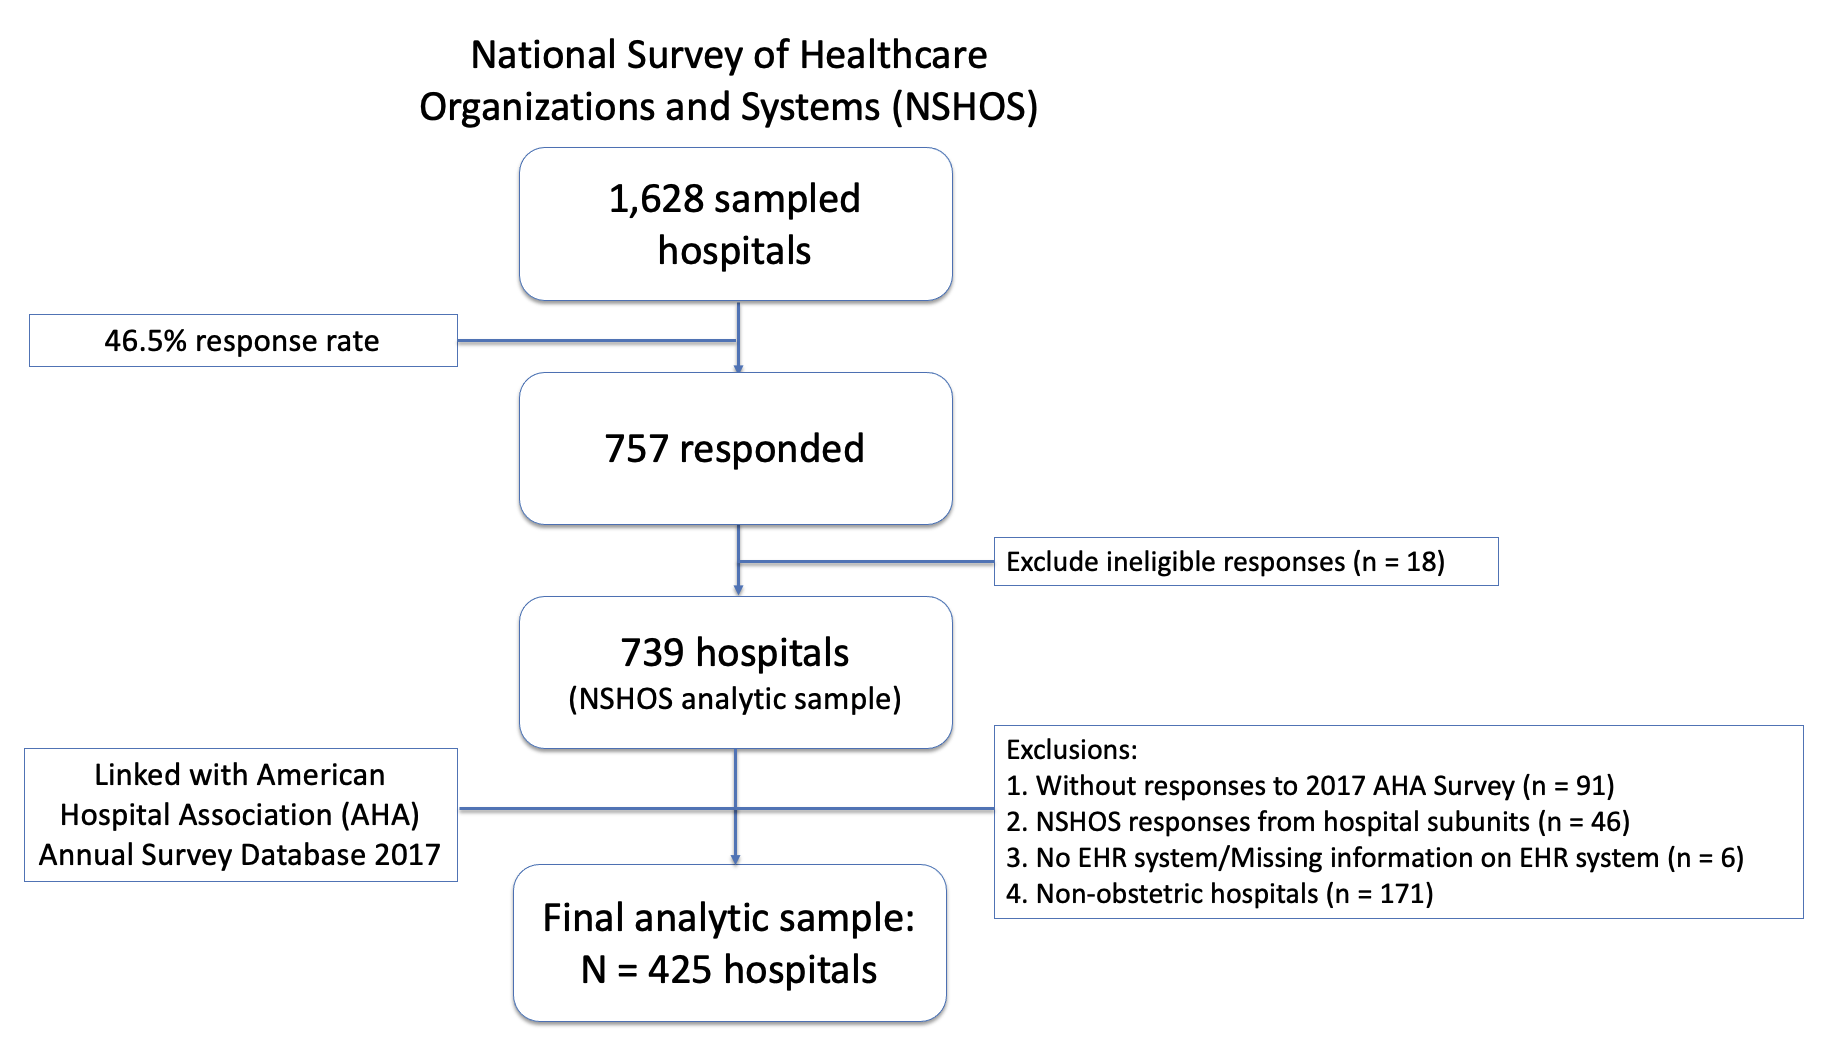 National Survey of Healthcare
Organizations and Systems (NSHOS)
1,628 sampled
hospitals
46.5% response rate
757 responded
Exclude ineligible responses (n = 18)
739 hospitals
(NSHOS analytic sample)
Linked with American
Hospital Association (AHA)
Annual Survey Database 2017
Exclusions:
1. Without responses to 2017 AHA Survey (n = 91)
2. NSHOS responses from hospital subunits (n = 46)
3. No EHR system/Missing information on EHR system (n = 6)
4. Non-obstetric hospitals (n = 171)
Final analytic sample:
N = 425 hospitals